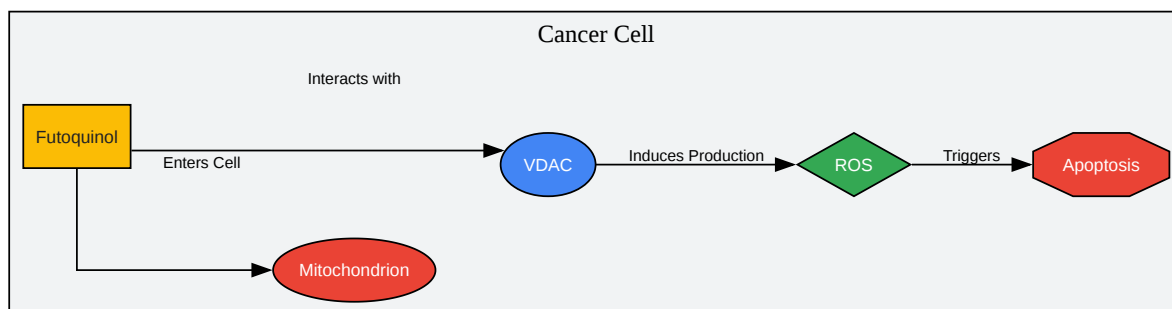 Cancer Cell
Interacts with
Futoquinol
Enters Cell
VDAC
Induces Production
ROS
Triggers
Apoptosis
Mitochondrion